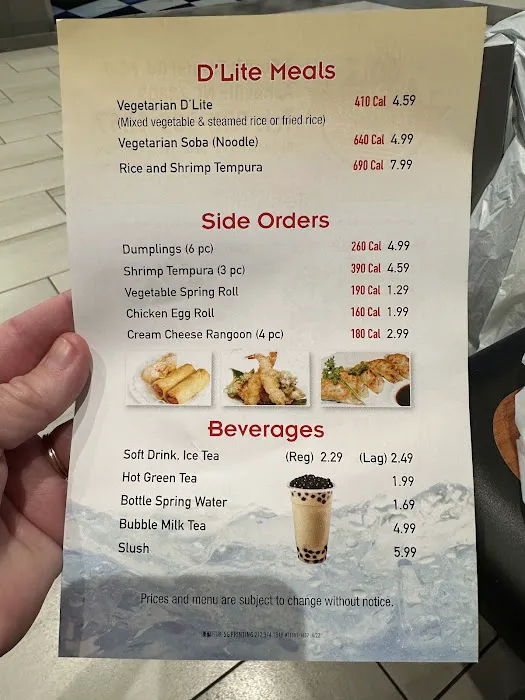 D'Lite Meals
Vegetarian D'Lite 410 Cal 4.59
(Mixed vegetable & steamed rice or fried rice)
Vegetarian Soba (Noodle) 640 Cal 4.99
Rice and Shrimp Tempura 690 Cal 7.99
Side Orders
Dumplings (6 pc) 260 Cal 4.99
Shrimp Tempura (3 pc) 390 Cal 4.59
Vegetable Spring Roll 190 Cal 1.29
Chicken Egg Roll 160 Cal 1.99
Cream Cheese Rangoon (4 pc) 180 Cal 2.99
Beverages
Soft Drink, Ice Tea (Reg) 2.29 (Lag) 2.49
Hot Green Tea 1.99
Bottle Spring Water 1.69
Bubble Milk Tea 4.99
Slush 5.99
Prices and menu are subject to change without notice.